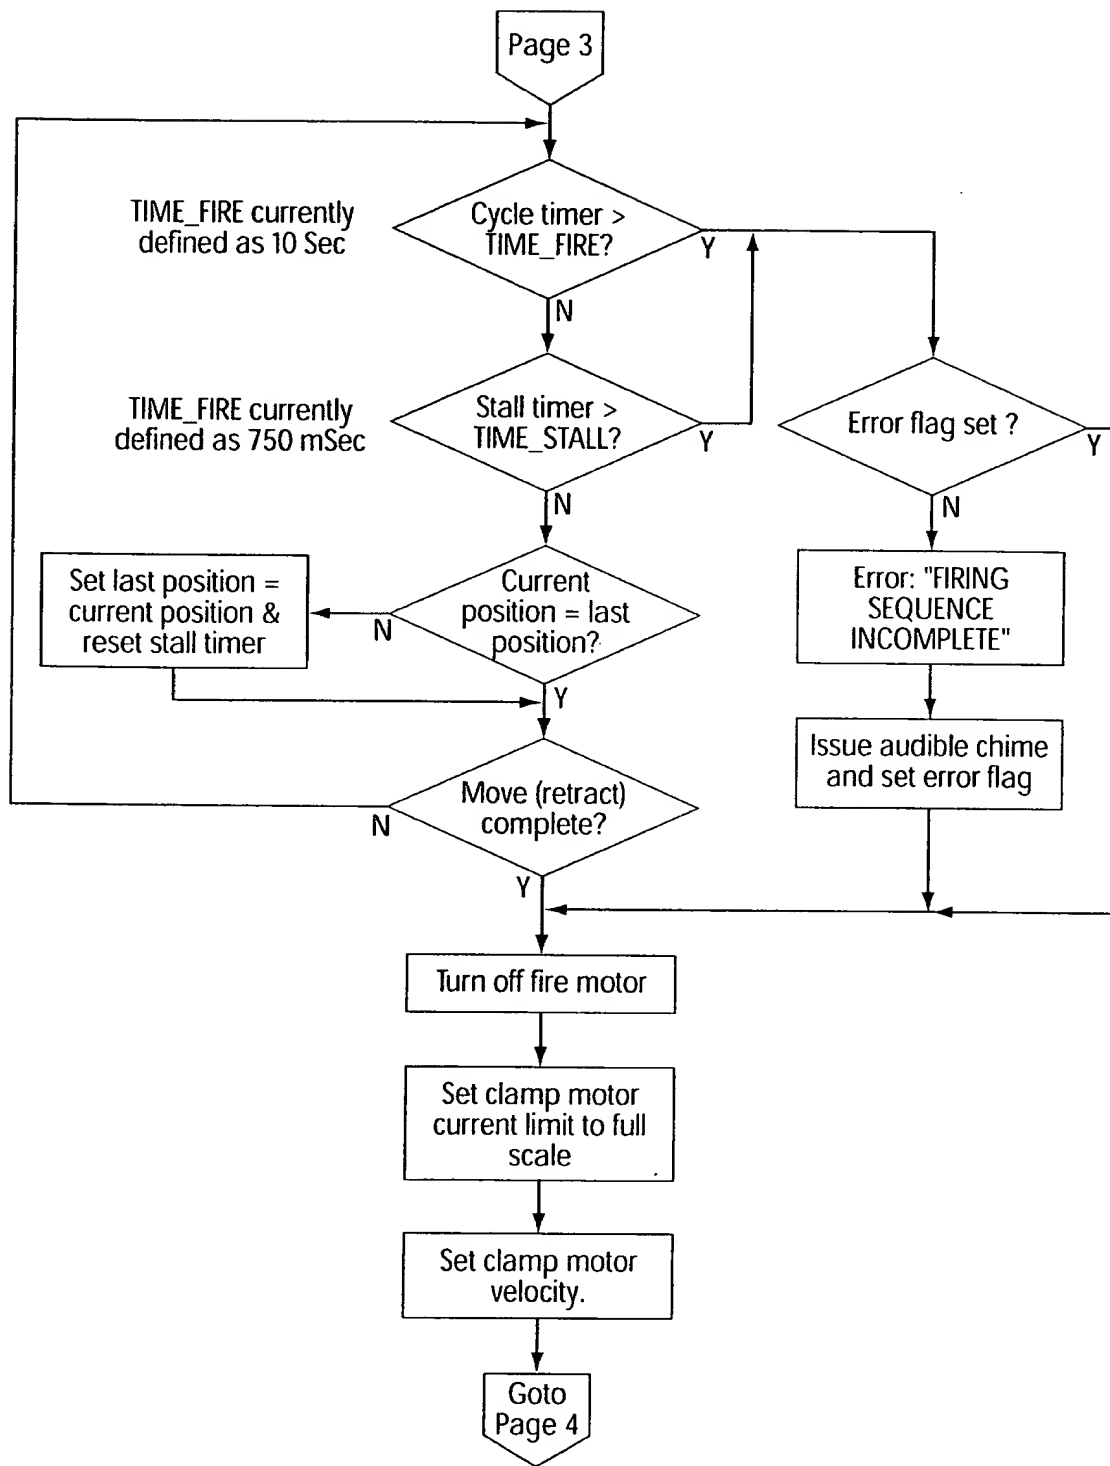 Page 3
TIME_FIRE currently
defined as 10 Sec
Cycle timer >
TIME_FIRE?
Y
N
TIME_FIRE currently
defined as 750 mSec
Stall timer >
TIME_STALL?
Y
N
Error flag set ?
Y
N
Set last position =
current position &
reset stall timer
N
Current
position = last
position?
Y
Error: "FIRING
SEQUENCE
INCOMPLETE"
Issue audible chime
and set error flag
Move (retract)
complete?
N
Y
Turn off fire motor
Set clamp motor
current limit to full
scale
Set clamp motor
velocity.
Goto
Page 4